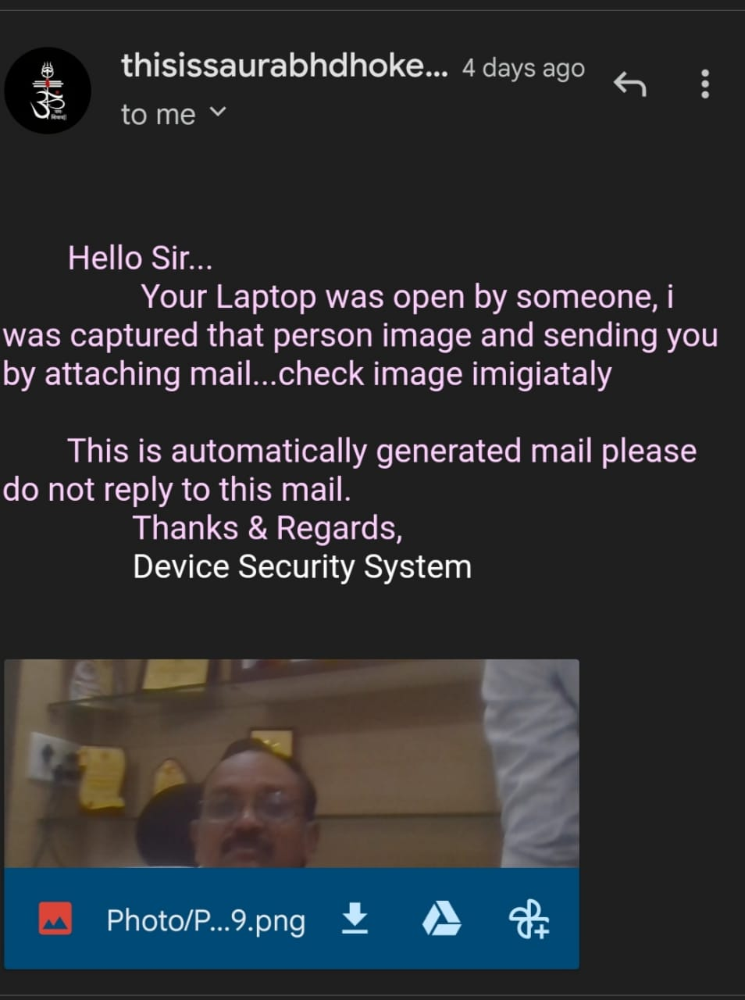 thisissaurabhdhoke... 4 days ago
to me
Hello Sir...
Your Laptop was open by someone, i
was captured that person image and sending you
by attaching mail...check image imigiataly
This is automatically generated mail please
do not reply to this mail.
Thanks & Regards,
Device Security System
Photo/P...9.png